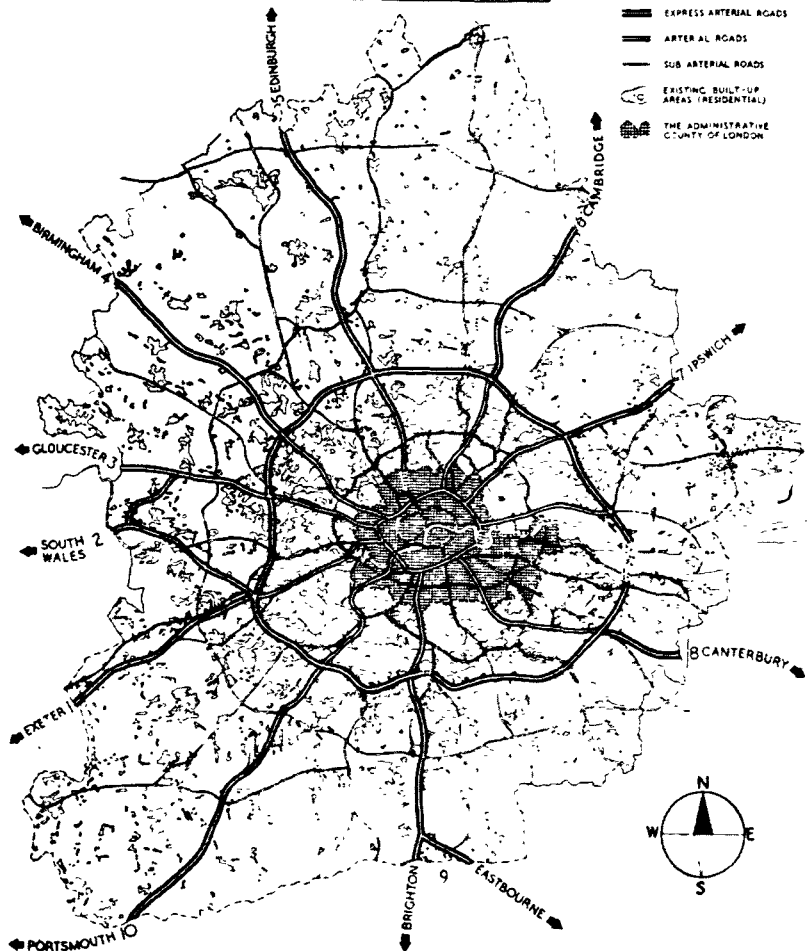 EXPRESS ARTERIAL ROADS
ARTERIAL ROADS
SUB ARTERIAL ROADS
EXISTING BUILT-UP
AREAS (RESIDENTIAL)
THE ADMINISTRATIVE
COUNTY OF LONDON
5 EDINBURGH
6 CAMBRIDGE
BIRMINGHAM 4
7 IPSWICH
GLOUCESTER 3
SOUTH 2
WALES
8 CANTERBURY
EXETER 1
N
W E
S
BRIGHTON
9
EASTBOURNE
PORTSMOUTH 10